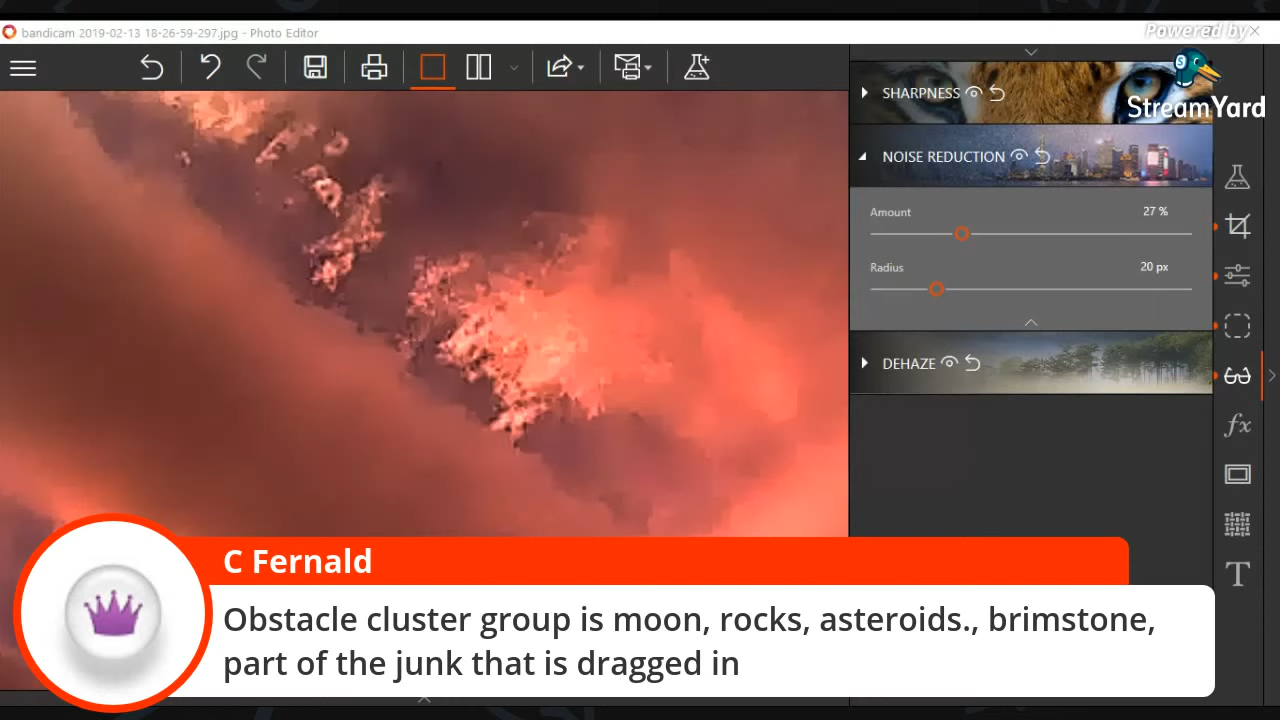 bandicam 2019-02-13 18-26-59-297.jpg - Photo Editor
Powered by
StreamYard
SHARPNESS
NOISE REDUCTION
Amount 27 %
Radius 20 px
DEHAZE
fx
T
C Fernald
Obstacle cluster group is moon, rocks, asteroids., brimstone,
part of the junk that is dragged in